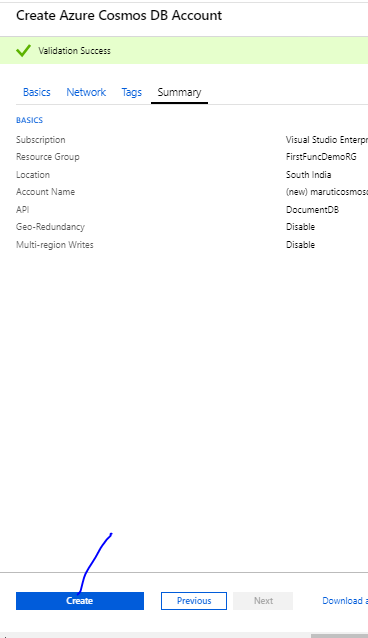 Create Azure Cosmos DB Account
Validation Success
Basics Network Tags Summary
BASICS
Subscription Visual Studio Enterpr
Resource Group FirstFuncDemoRG
Location South India
Account Name (new) maruticosmos
API DocumentDB
Geo-Redundancy Disable
Multi-region Writes Disable
Create Previous Next Download a